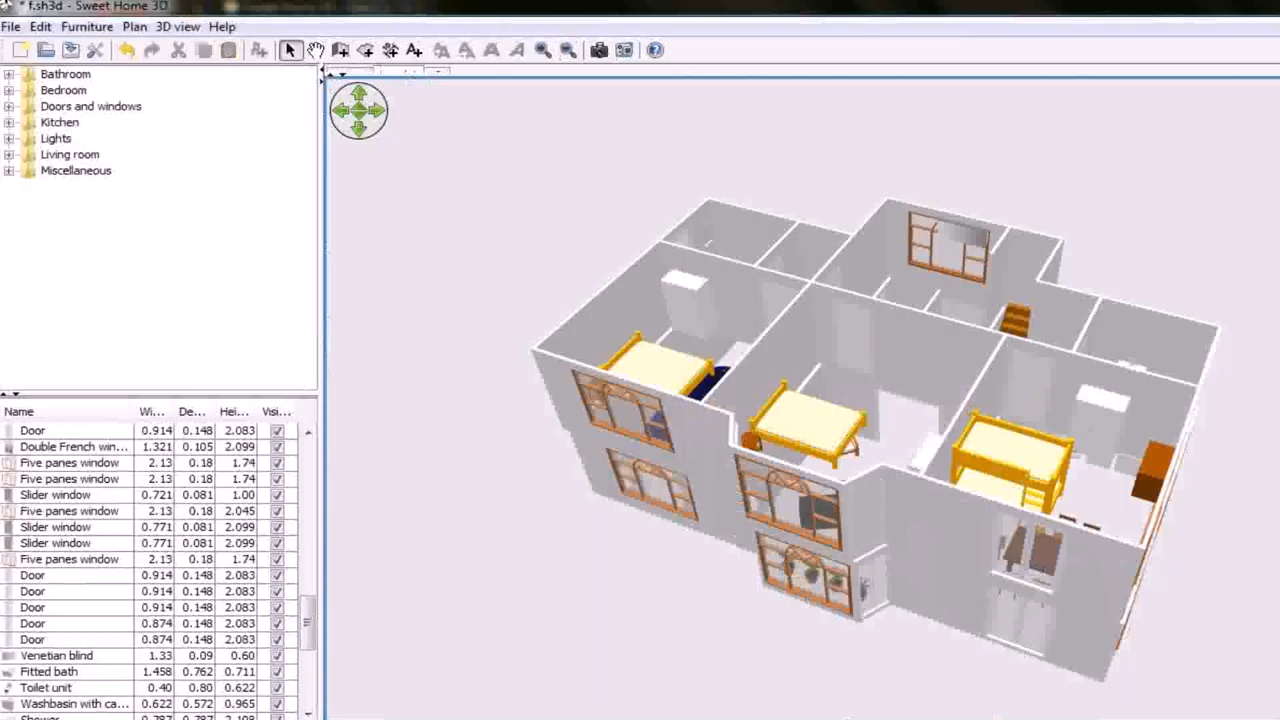 * f.sh3d - Sweet Home 3D
File Edit Furniture Plan 3D view Help
Bathroom
Bedroom
Doors and windows
Kitchen
Lights
Living room
Miscellaneous
Name Wi... De... Hei... Visi...
Door 0.914 0.148 2.083
Double French win... 1.321 0.105 2.099
Five panes window 2.13 0.18 1.74
Five panes window 2.13 0.18 1.74
Slider window 0.721 0.081 1.00
Five panes window 2.13 0.18 2.045
Slider window 0.771 0.081 2.099
Slider window 0.771 0.081 2.099
Five panes window 2.13 0.18 1.74
Door 0.914 0.148 2.083
Door 0.914 0.148 2.083
Door 0.914 0.148 2.083
Door 0.874 0.148 2.083
Door 0.874 0.148 2.083
Venetian blind 1.33 0.09 0.60
Fitted bath 1.458 0.762 0.711
Toilet unit 0.40 0.80 0.622
Washbasin with ca... 0.622 0.572 0.965